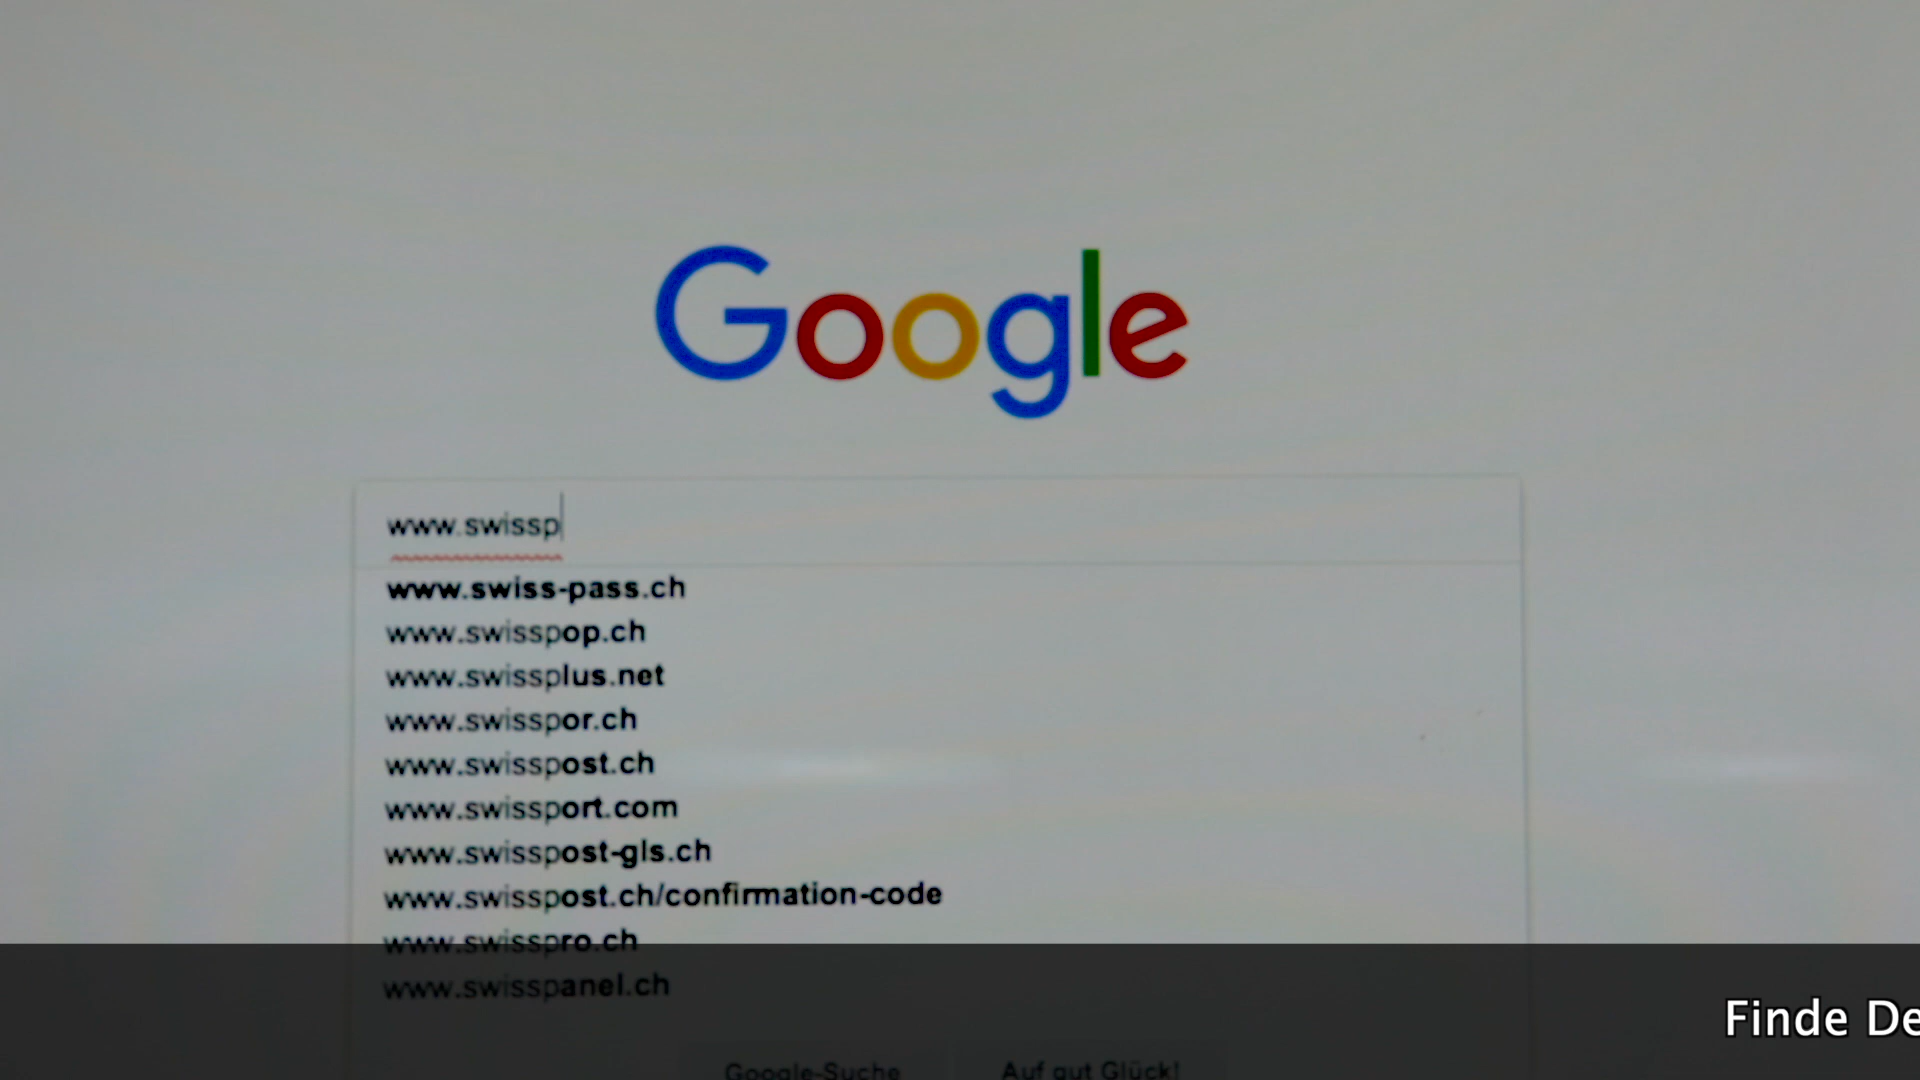 Google
www.swissp
www.swiss-pass.ch
www.swisspop.ch
www.swissplus.net
www.swisspor.ch
www.swisspost.ch
www.swissport.com
www.swisspost-gls.ch
www.swisspost.ch/confirmation-code
www.swisspro.ch
www.swisspanel.ch
Finde De
Google-Suche
Auf gut Glück!